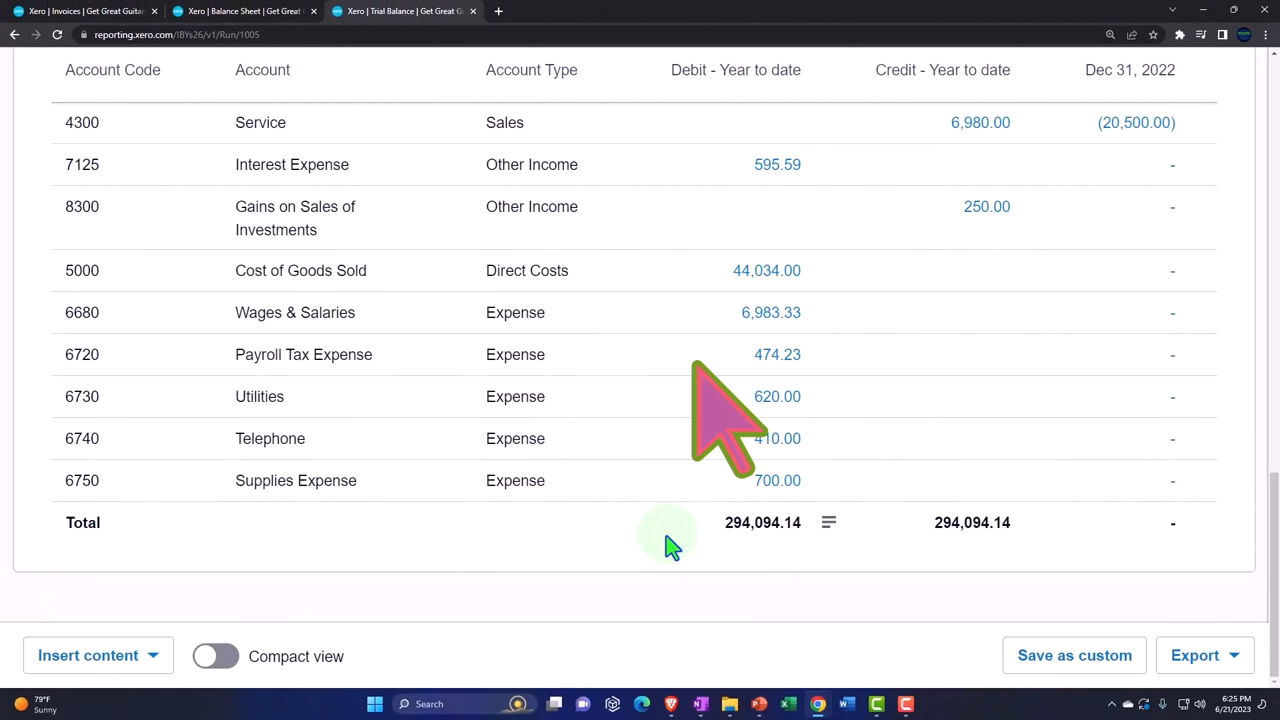 Xero | Invoices | Get Great Guitar
Xero | Balance Sheet | Get Great
Xero | Trial Balance | Get Great G
reporting.xero.com/!BYs26/v1/Run/1005
Account Code Account Account Type Debit - Year to date Credit - Year to date Dec 31, 2022
4300 Service Sales 6,980.00 (20,500.00)
7125 Interest Expense Other Income 595.59 -
8300 Gains on Sales of Other Income 250.00 -
Investments
5000 Cost of Goods Sold Direct Costs 44,034.00 -
6680 Wages & Salaries Expense 6,983.33 -
6720 Payroll Tax Expense Expense 474.23 -
6730 Utilities Expense 620.00 -
6740 Telephone Expense 410.00 -
6750 Supplies Expense Expense 700.00 -
Total 294,094.14 294,094.14 -
Insert content Compact view Save as custom Export
79°F
Sunny
Search
6:25 PM
6/21/2023